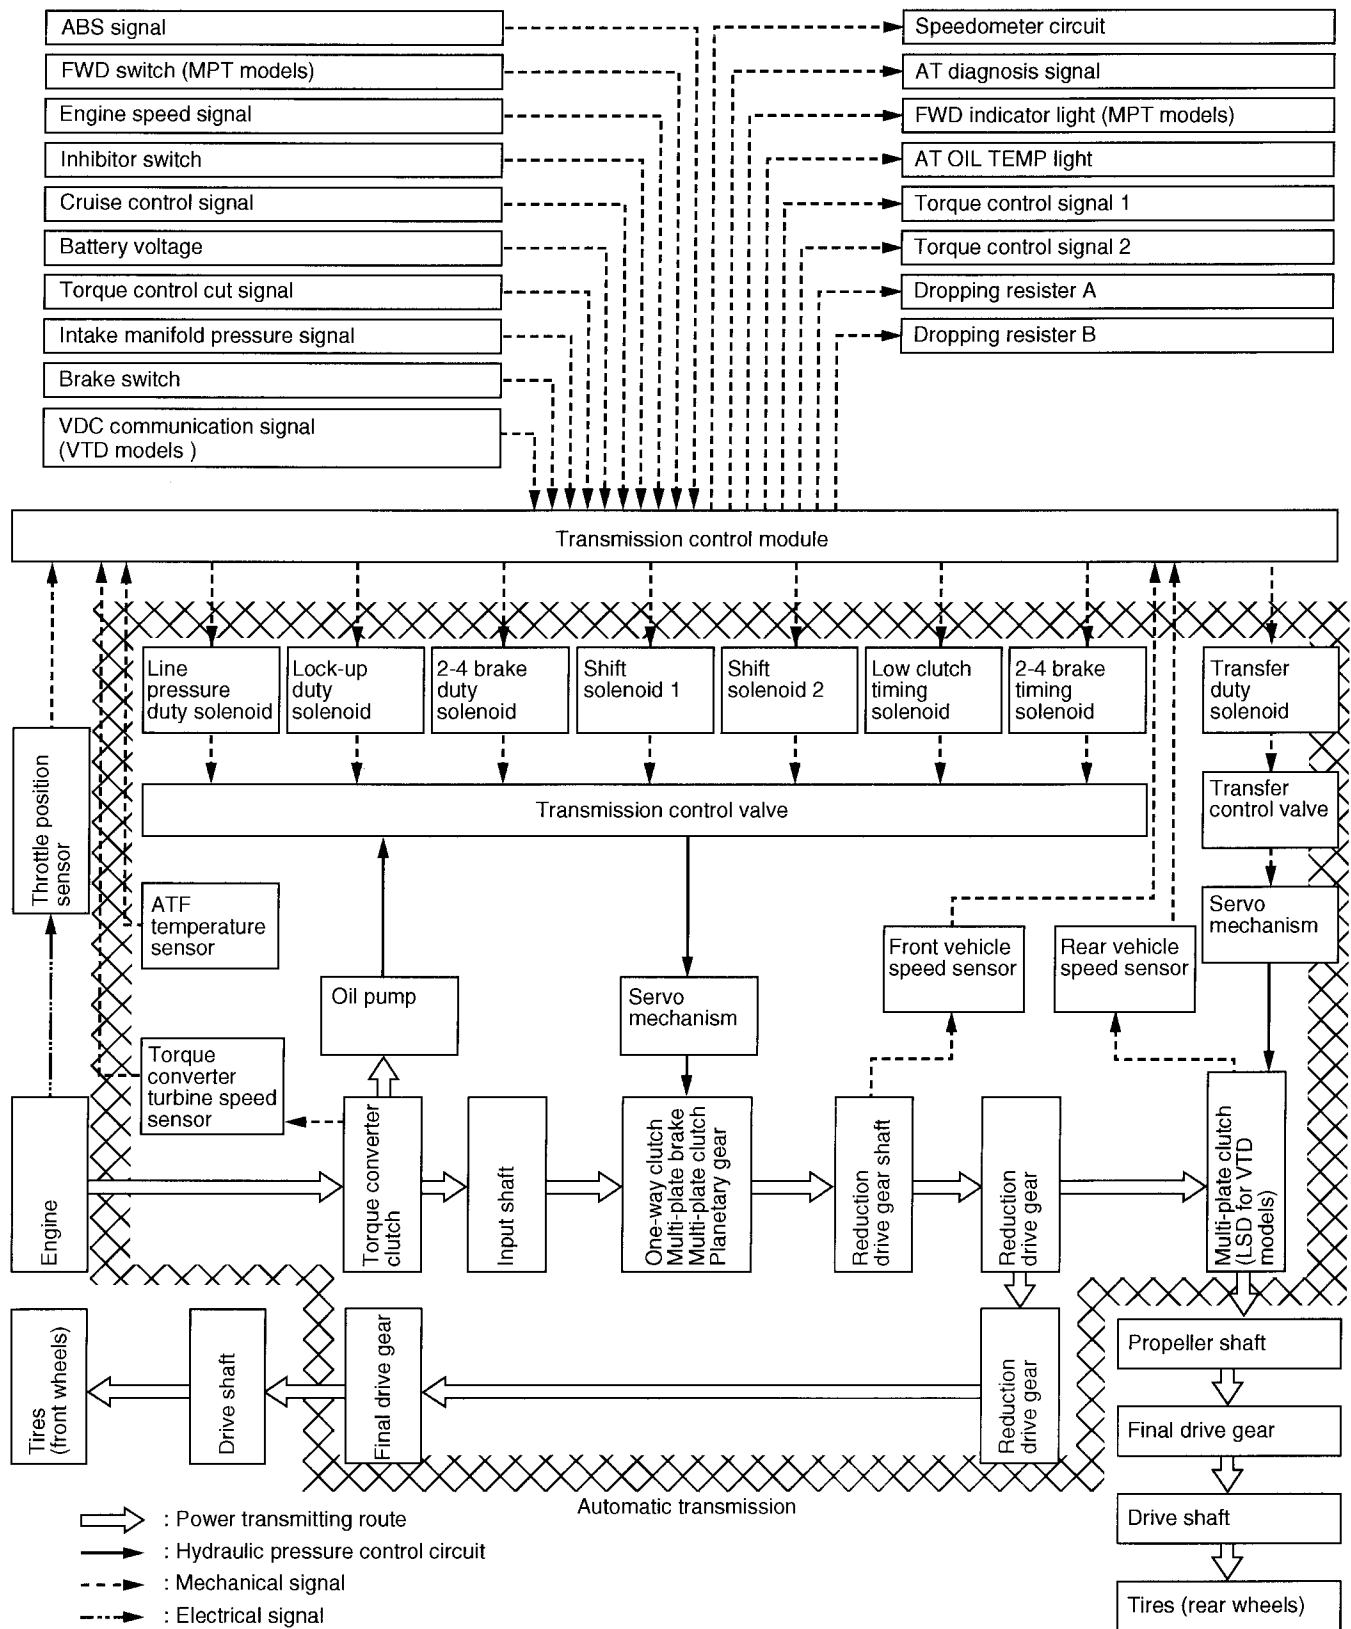 ABS signal
FWD switch (MPT models)
Engine speed signal
Inhibitor switch
Cruise control signal
Battery voltage
Torque control cut signal
Intake manifold pressure signal
Brake switch
VDC communication signal
(VTD models )
Speedometer circuit
AT diagnosis signal
FWD indicator light (MPT models)
AT OIL TEMP light
Torque control signal 1
Torque control signal 2
Dropping resister A
Dropping resister B
Transmission control module
Line
pressure
duty solenoid
Lock-up
duty
solenoid
2-4 brake
duty
solenoid
Shift
solenoid 1
Shift
solenoid 2
Low clutch
timing
solenoid
2-4 brake
timing
solenoid
Transfer
duty
solenoid
Transmission control valve
Transfer
control valve
Throttle position
sensor
ATF
temperature
sensor
Servo
mechanism
Front vehicle
speed sensor
Rear vehicle
speed sensor
Oil pump
Servo
mechanism
Torque
converter
turbine speed
sensor
Engine
Torque converter
clutch
Input shaft
One-way clutch
Multi-plate brake
Multi-plate clutch
Planetary gear
Reduction
drive gear shaft
Reduction
drive gear
Multi-plate clutch
(LSD for VTD
models)
Tires
(front wheels)
Drive shaft
Final drive gear
Reduction
drive gear
Propeller shaft
Final drive gear
Drive shaft
Tires (rear wheels)
Automatic transmission
: Power transmitting route
: Hydraulic pressure control circuit
: Mechanical signal
: Electrical signal